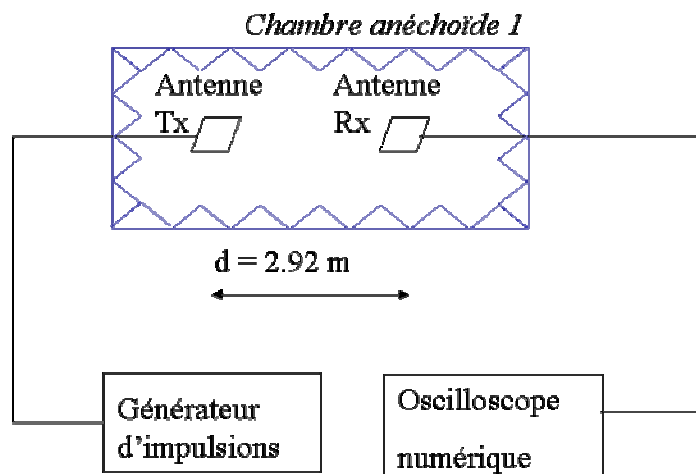 Chambre anéchoïde 1
Antenne
Tx
Antenne
Rx
d = 2.92 m
Générateur
d'impulsions
Oscilloscope
numérique